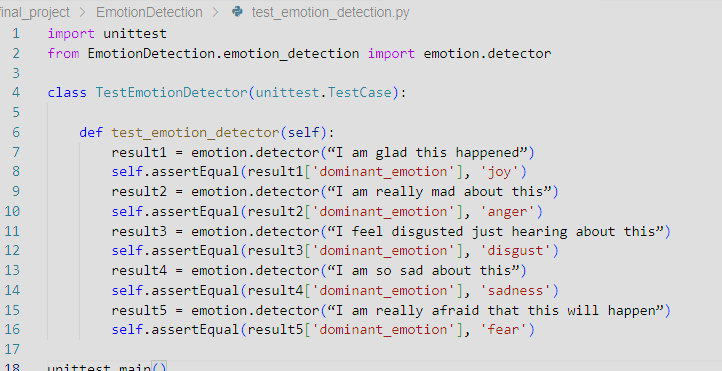 final_project > EmotionDetection > test_emotion_detection.py
1 import unittest
2 from EmotionDetection.emotion_detection import emotion.detector
3
4 class TestEmotionDetector(unittest.TestCase):
5
6     def test_emotion_detector(self):
7         result1 = emotion.detector(“I am glad this happened”)
8         self.assertEqual(result1['dominant_emotion'], 'joy')
9         result2 = emotion.detector(“I am really mad about this”)
10         self.assertEqual(result2['dominant_emotion'], 'anger')
11         result3 = emotion.detector(“I feel disgusted just hearing about this”)
12         self.assertEqual(result3['dominant_emotion'], 'disgust')
13         result4 = emotion.detector(“I am so sad about this”)
14         self.assertEqual(result4['dominant_emotion'], 'sadness')
15         result5 = emotion.detector(“I am really afraid that this will happen”)
16         self.assertEqual(result5['dominant_emotion'], 'fear')
17
18 unittest.main()